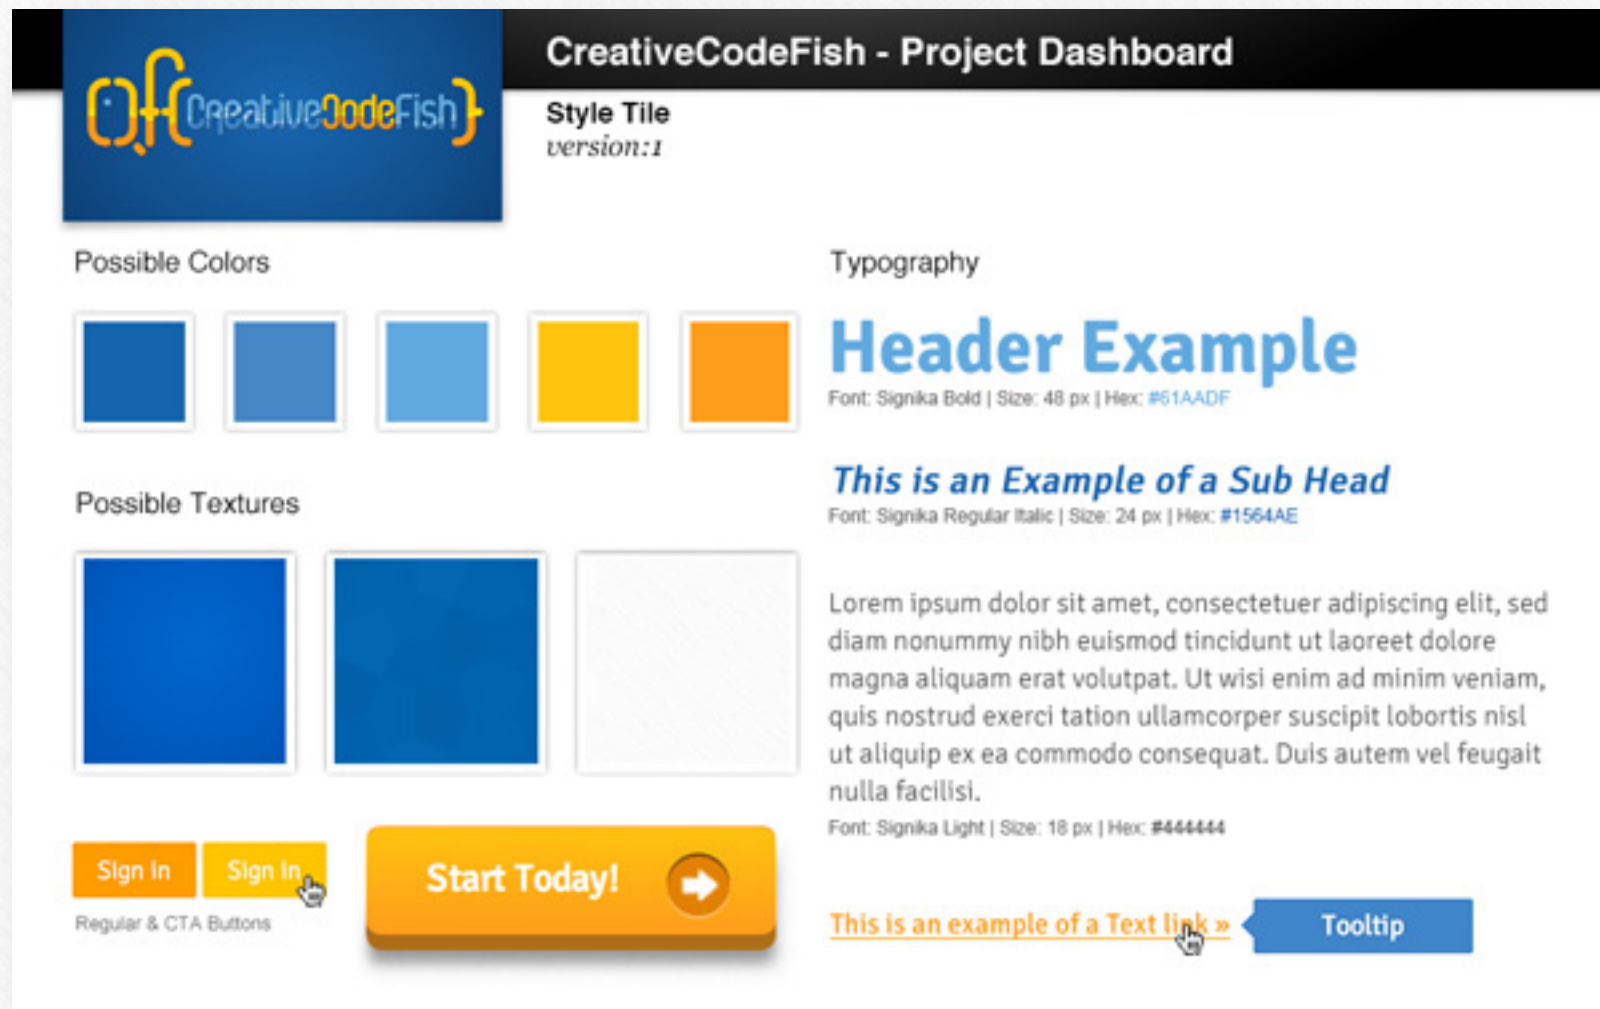 CreativeCodeFish
CreativeCodeFish - Project Dashboard
Style Tile
version:1
Possible Colors
Possible Textures
Sign in
Sign in
Regular & CTA Buttons
Start Today!
Typography
Header Example
Font: Signika Bold | Size: 48 px | Hex: #61AADF
This is an Example of a Sub Head
Font: Signika Regular Italic | Size: 24 px | Hex: #1564AE
Lorem ipsum dolor sit amet, consectetuer adipiscing elit, sed
diam nonummy nibh euismod tincidunt ut laoreet dolore
magna aliquam erat volutpat. Ut wisi enim ad minim veniam,
quis nostrud exerci tation ullamcorper suscipit lobortis nisl
ut aliquip ex ea commodo consequat. Duis autem vel feugait
nulla facilisi.
Font: Signika Light | Size: 18 px | Hex: #444444
This is an example of a Text link »
Tooltip